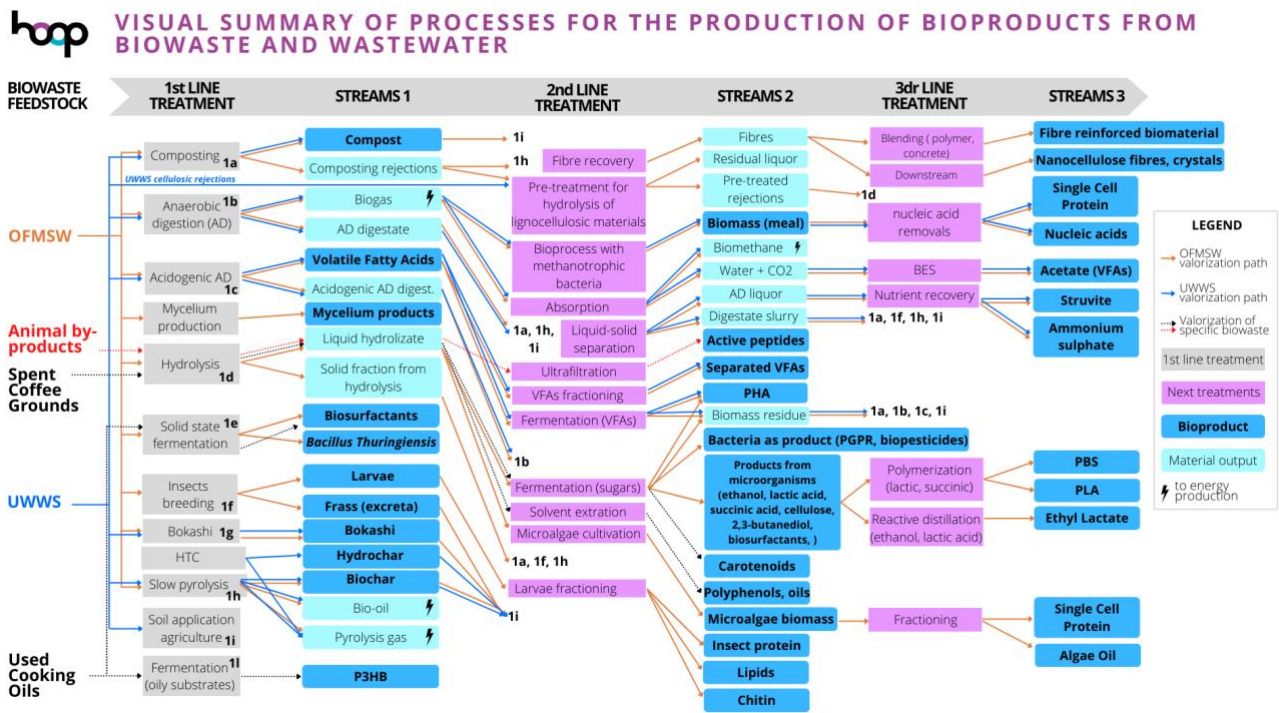 hoop
VISUAL SUMMARY OF PROCESSES FOR THE PRODUCTION OF BIOPRODUCTS FROM
BIOWASTE AND WASTEWATER
BIOWASTE
FEEDSTOCK
1st LINE
TREATMENT
STREAMS 1
2nd LINE
TREATMENT
STREAMS 2
3dr LINE
TREATMENT
STREAMS 3
OFMSW
Animal by-
products
Spent
Coffee
Grounds
UWWS
Used
Cooking
Oils
Composting 1a
Anaerobic 1b
digestion (AD)
Acidogenic AD
1c
Mycelium
production
Hydrolysis
1d
Solid state 1e
fermentation
Insects
breeding 1f
Bokashi 1g
HTC
Slow pyrolysis
1h
Soil application
agriculture 1i
Fermentation 1l
(oily substrates)
Compost
Composting rejections
UWWS cellulosic rejections
Biogas
AD digestate
Volatile Fatty Acids
Acidogenic AD digest.
Mycelium products
Liquid hydrolizate
Solid fraction from
hydrolysis
Biosurfactants
Bacillus Thuringiensis
Larvae
Frass (excreta)
Bokashi
Hydrochar
Biochar
Bio-oil
Pyrolysis gas
P3HB
1i
1h
Fibre recovery
Pre-treatment for
hydrolysis of
lignocellulosic materials
Bioprocess with
methanotrophic
bacteria
Absorption
1a, 1h,
1i
Liquid-solid
separation
Ultrafiltration
VFAs fractioning
Fermentation (VFAs)
1b
Fermentation (sugars)
Solvent extration
Microalgae cultivation
1a, 1f, 1h
Larvae fractioning
1i
Fibres
Residual liquor
Pre-treated
rejections
1d
Biomass (meal)
Biomethane
Water + CO2
AD liquor
Digestate slurry
1a, 1f, 1h, 1i
Active peptides
Separated VFAs
PHA
Biomass residue
1a, 1b, 1c, 1i
Bacteria as product (PGPR, biopesticides)
Products from
microorganisms
(ethanol, lactic acid,
succinic acid, cellulose,
2,3-butanediol,
biosurfactants, )
Carotenoids
Polyphenols, oils
Microalgae biomass
Insect protein
Lipids
Chitin
Blending ( polymer,
concrete)
Downstream
nucleic acid
removals
BES
Nutrient recovery
Polymerization
(lactic, succinic)
Reactive distillation
(ethanol, lactic acid)
Fractioning
Fibre reinforced biomaterial
Nanocellulose fibres, crystals
Single Cell
Protein
Nucleic acids
Acetate (VFAs)
Struvite
Ammonium
sulphate
PBS
PLA
Ethyl Lactate
Single Cell
Protein
Algae Oil
LEGEND
OFMSW
valorization path
UWWS
valorization path
Valorization of
specific biowaste
1st line treatment
Next treatments
Bioproduct
Material output
to energy
production